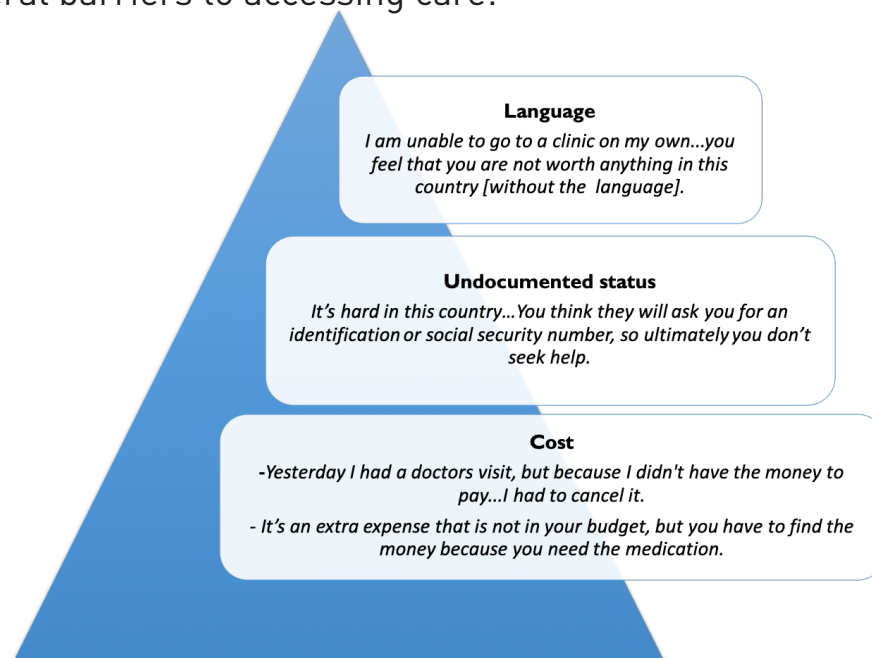 barriers to accessing care.
Language
I am unable to go to a clinic on my own...you
feel that you are not worth anything in this
country [without the language].
Undocumented status
It's hard in this country...You think they will ask you for an
identification or social security number, so ultimately you don't
seek help.
Cost
-Yesterday I had a doctors visit, but because I didn't have the money to
pay...I had to cancel it.
- It's an extra expense that is not in your budget, but you have to find the
money because you need the medication.